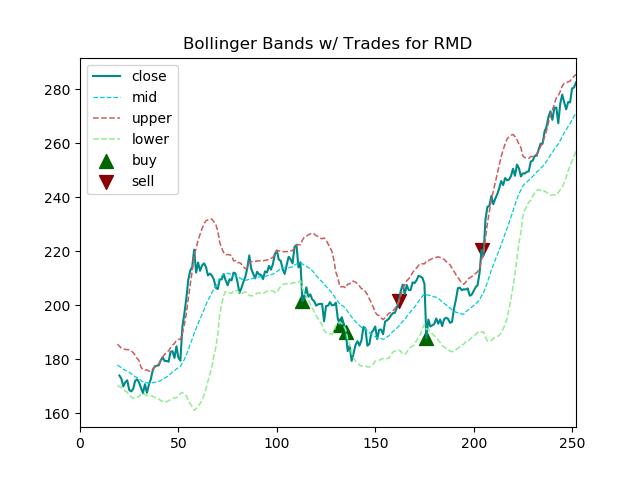 Bollinger Bands w/ Trades for RMD
close
mid
upper
lower
buy
sell
280
260
240
220
200
180
160
0 50 100 150 200 250